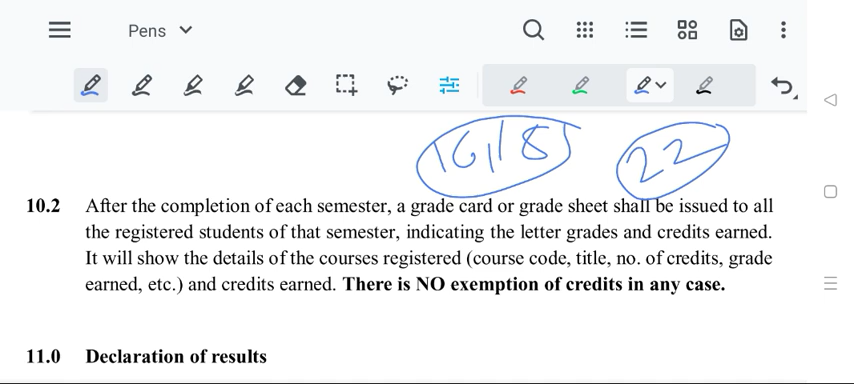 Pens
16/8
22
10.2 After the completion of each semester, a grade card or grade sheet shall be issued to all
the registered students of that semester, indicating the letter grades and credits earned.
It will show the details of the courses registered (course code, title, no. of credits, grade
earned, etc.) and credits earned. There is NO exemption of credits in any case.
11.0 Declaration of results